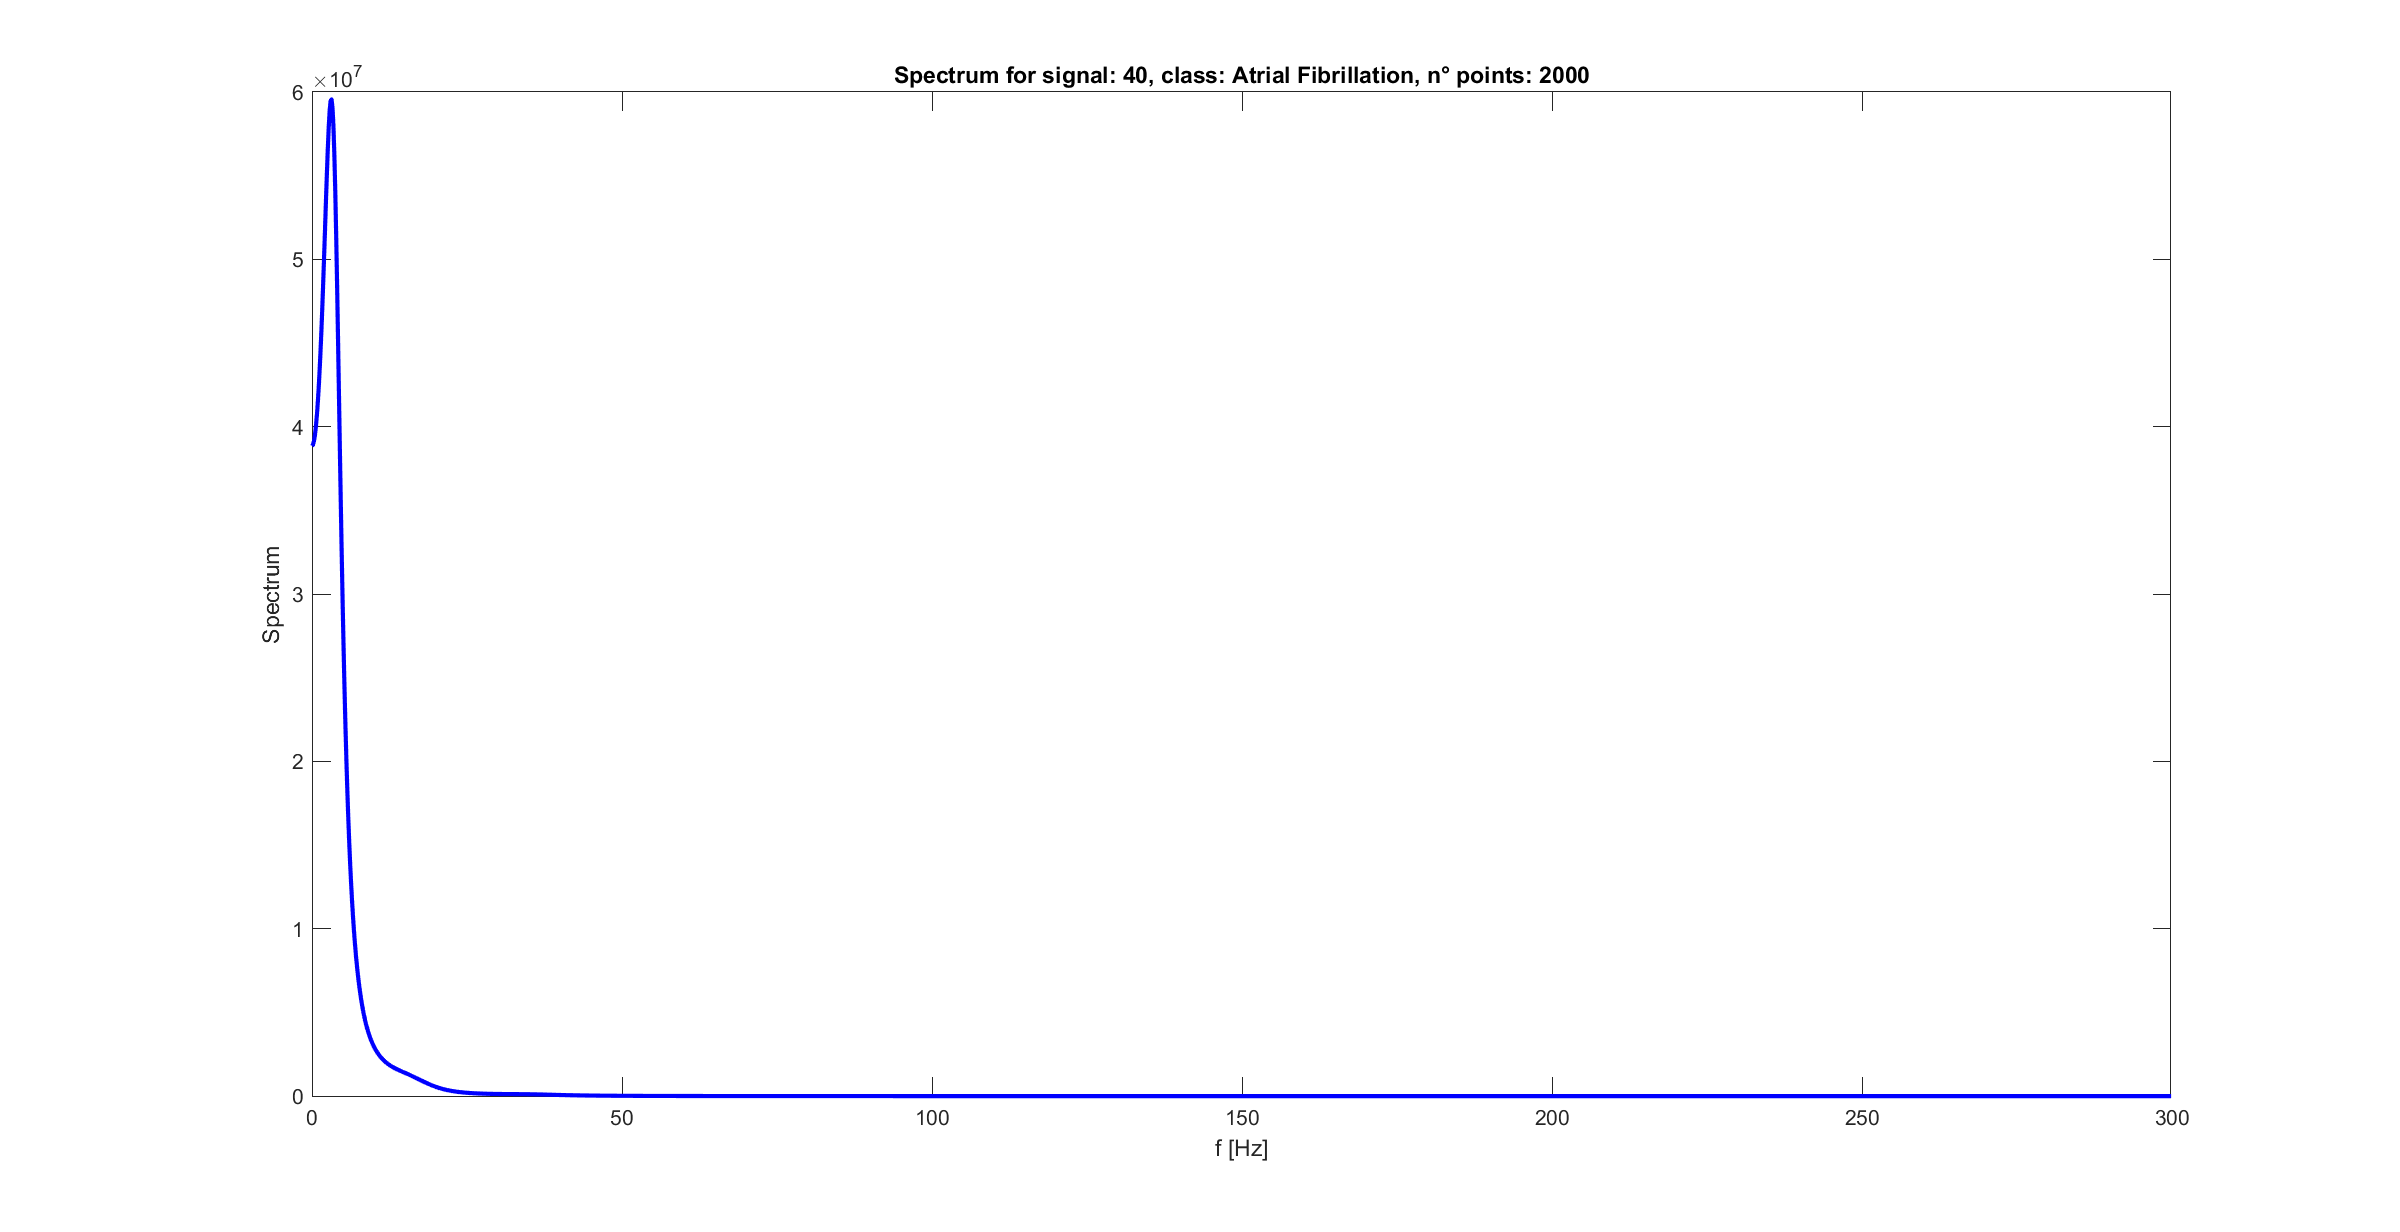 Spectrum for signal: 40, class: Atrial Fibrillation, n° points: 2000
×10^7
6
5
4
3
2
1
0
Spectrum
0 50 100 150 200 250 300
f [Hz]